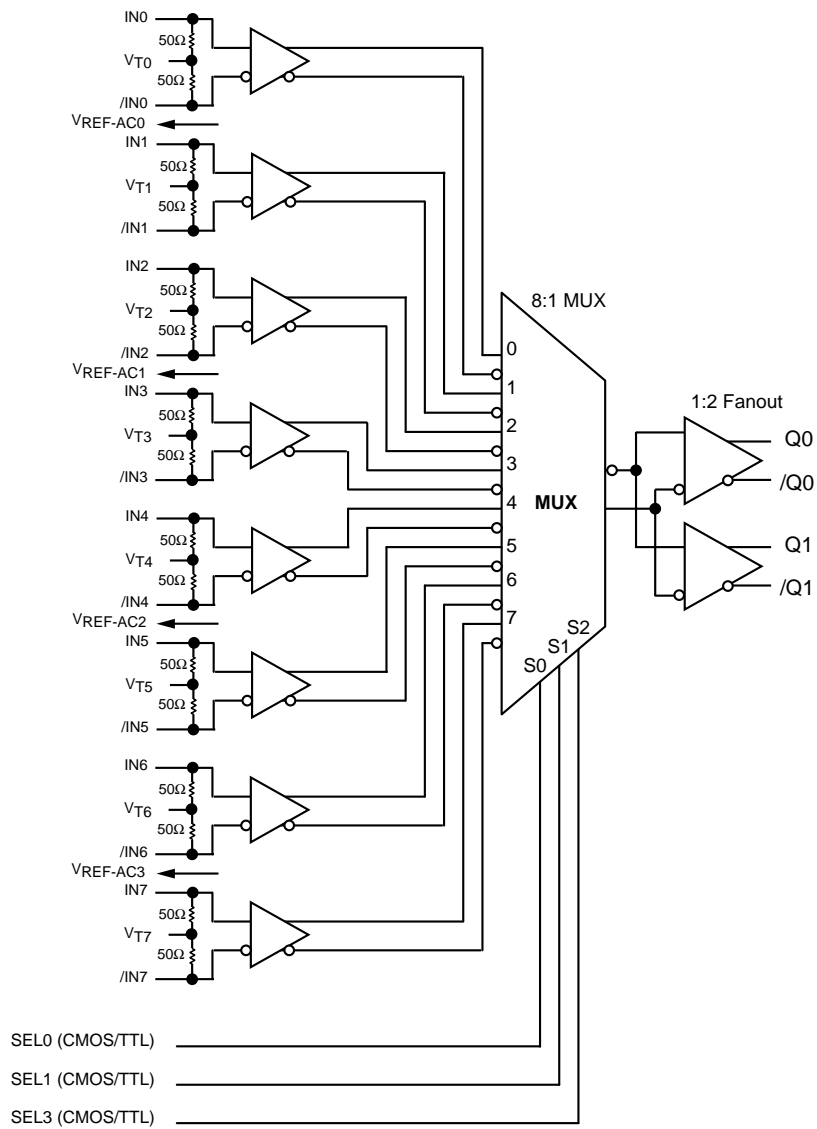 IN0
50Ω
VT0
50Ω
/IN0
VREF-AC0
IN1
50Ω
VT1
50Ω
/IN1
IN2
50Ω
VT2
50Ω
/IN2
VREF-AC1
IN3
50Ω
VT3
50Ω
/IN3
IN4
50Ω
VT4
50Ω
/IN4
VREF-AC2
IN5
50Ω
VT5
50Ω
/IN5
IN6
50Ω
VT6
50Ω
/IN6
VREF-AC3
IN7
50Ω
VT7
50Ω
/IN7
8:1 MUX
0
1
2
3
4
5
6
7
MUX
S0
S1
S2
1:2 Fanout
Q0
/Q0
Q1
/Q1
SEL0 (CMOS/TTL)
SEL1 (CMOS/TTL)
SEL3 (CMOS/TTL)